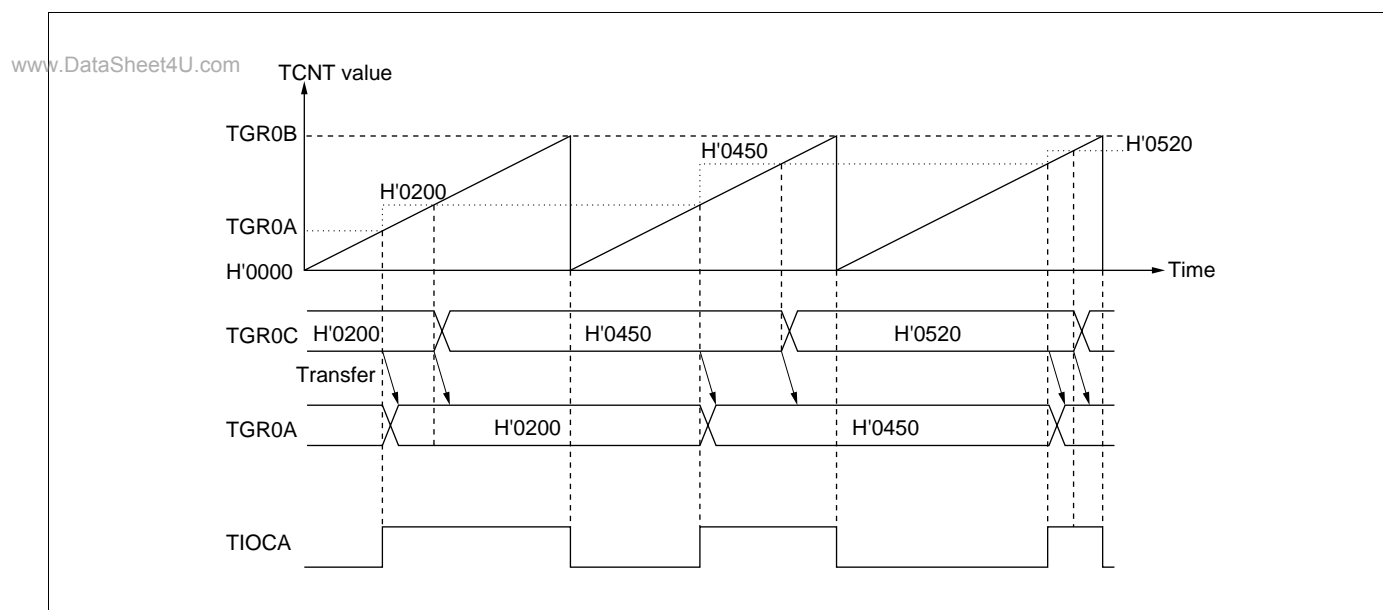 www.DataSheet4U.com
TCNT value
TGR0B
H'0520
H'0450
H'0200
TGR0A
H'0000
Time
TGR0C
H'0200
H'0450
H'0520
Transfer
TGR0A
H'0200
H'0450
TIOCA